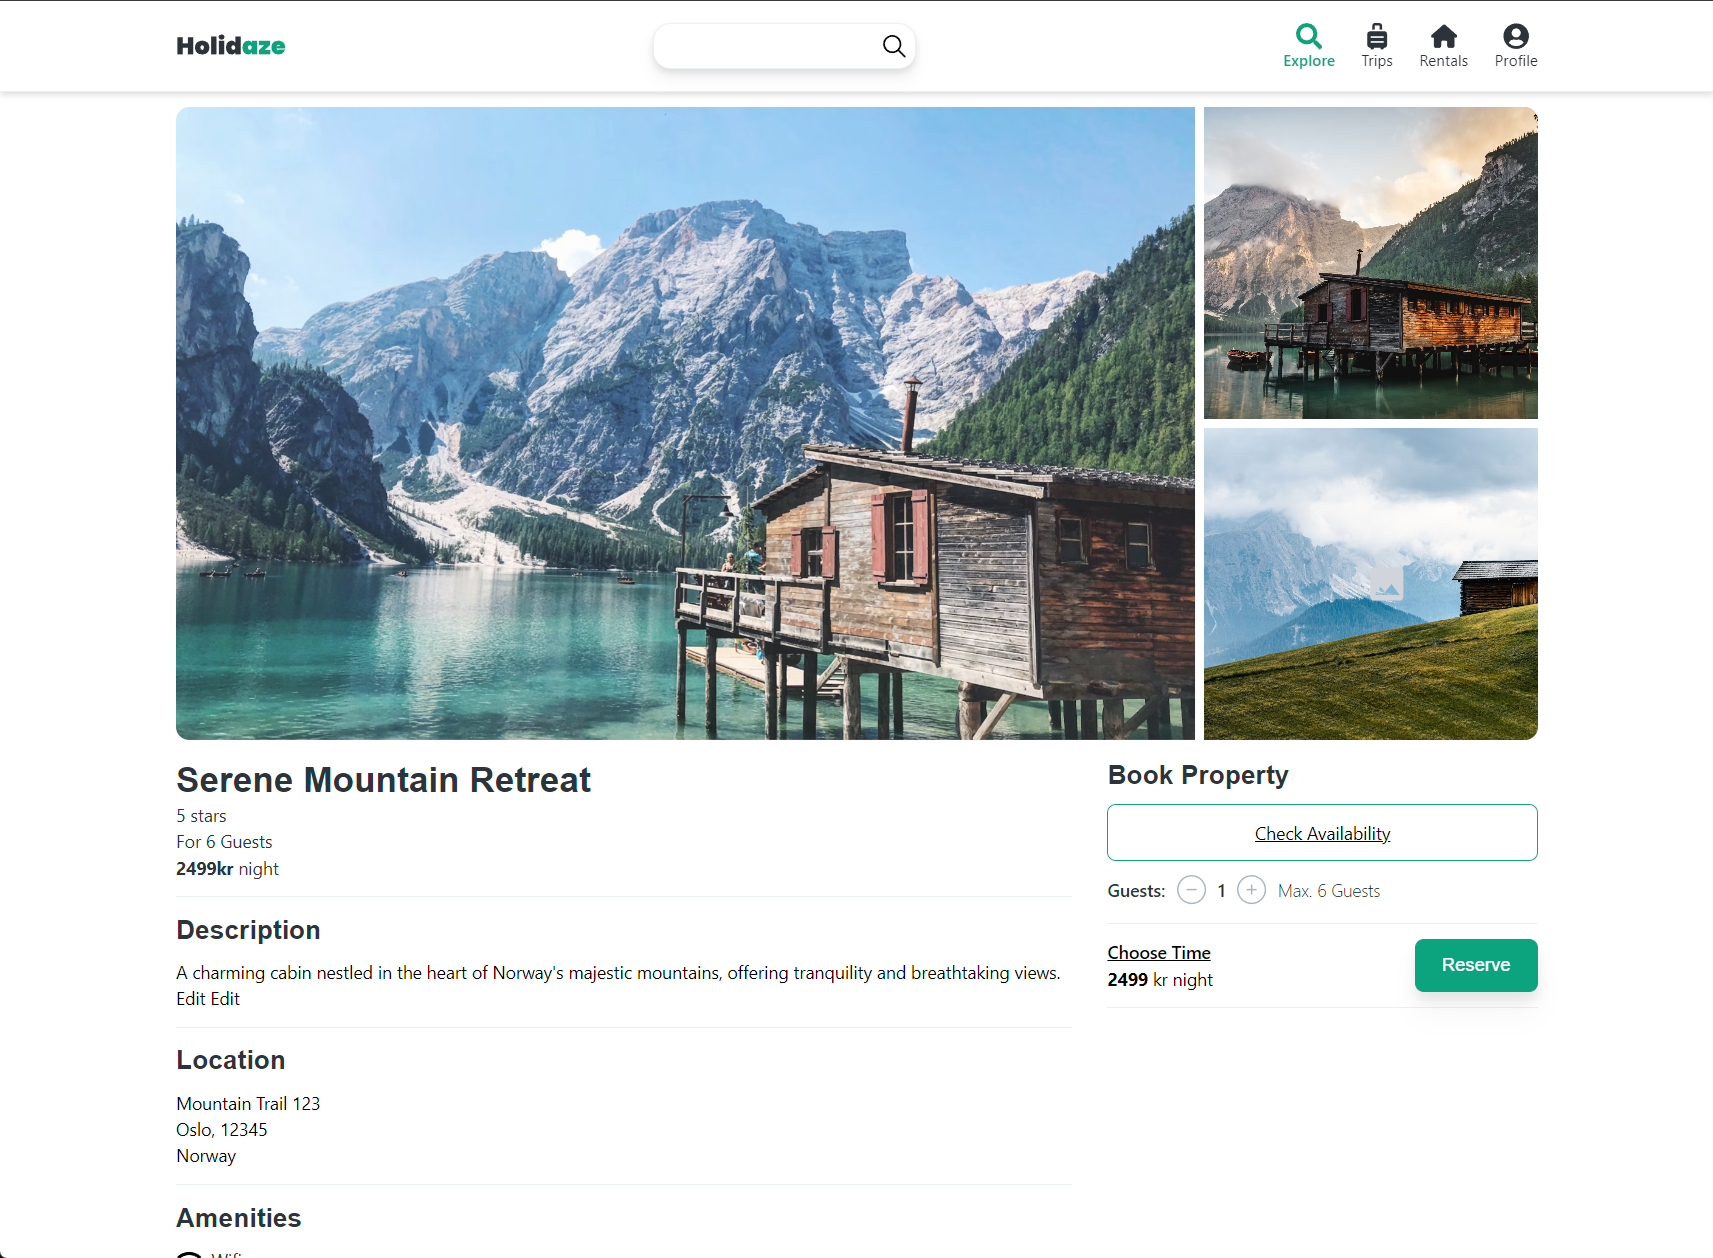 Holidaze
Explore
Trips
Rentals
Profile
Serene Mountain Retreat
5 stars
For 6 Guests
2499kr night
Description
A charming cabin nestled in the heart of Norway's majestic mountains, offering tranquility and breathtaking views.
Edit Edit
Location
Mountain Trail 123
Oslo, 12345
Norway
Amenities
Wifi
Book Property
Check Availability
Guests: − 1 + Max. 6 Guests
Choose Time
2499 kr night
Reserve